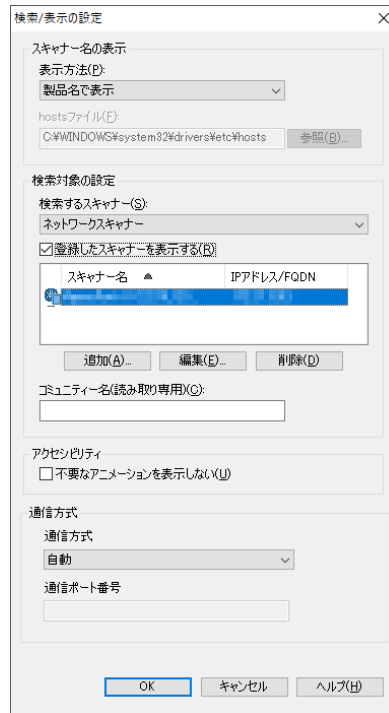 検索/表示の設定
スキャナー名の表示
表示方法(P):
製品名で表示
hostsファイル(F):
C:¥WINDOWS¥system32¥drivers¥etc¥hosts 参照(B)...
検索対象の設定
検索するスキャナー(S):
ネットワークスキャナー
登録したスキャナーを表示する(R)
スキャナー名 IPアドレス/FQDN
追加(A)... 編集(E)... 削除(D)
コミュニティー名(読み取り専用)(C):
アクセシビリティ
不要なアニメーションを表示しない(U)
通信方式
通信方式
自動
通信ポート番号
OK キャンセル ヘルプ(H)